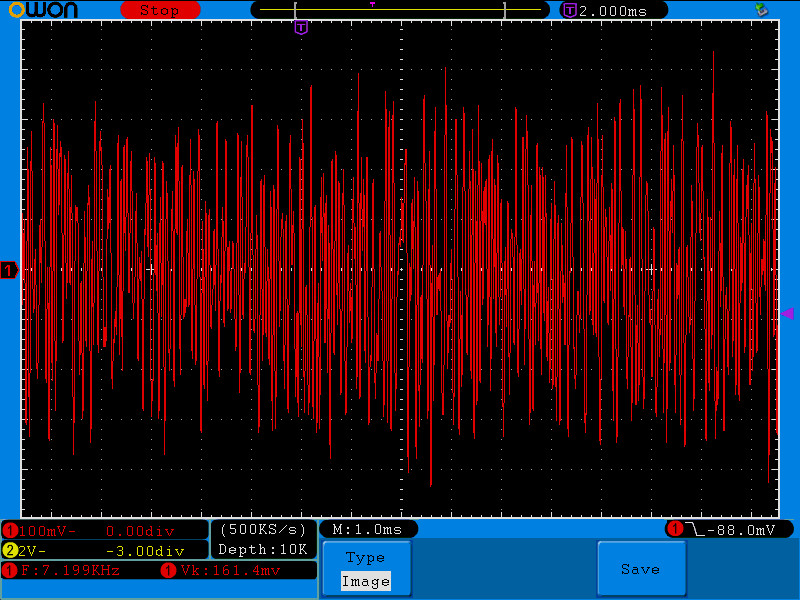 OWON Stop T 2.000ms
T
1
1 100mV- 0.00div (500KS/s) M:1.0ms 1 -88.0mV
2 2V- -3.00div Depth:10K
1 F:7.199KHz 1 Vk:161.4mv
Type
Image
Save